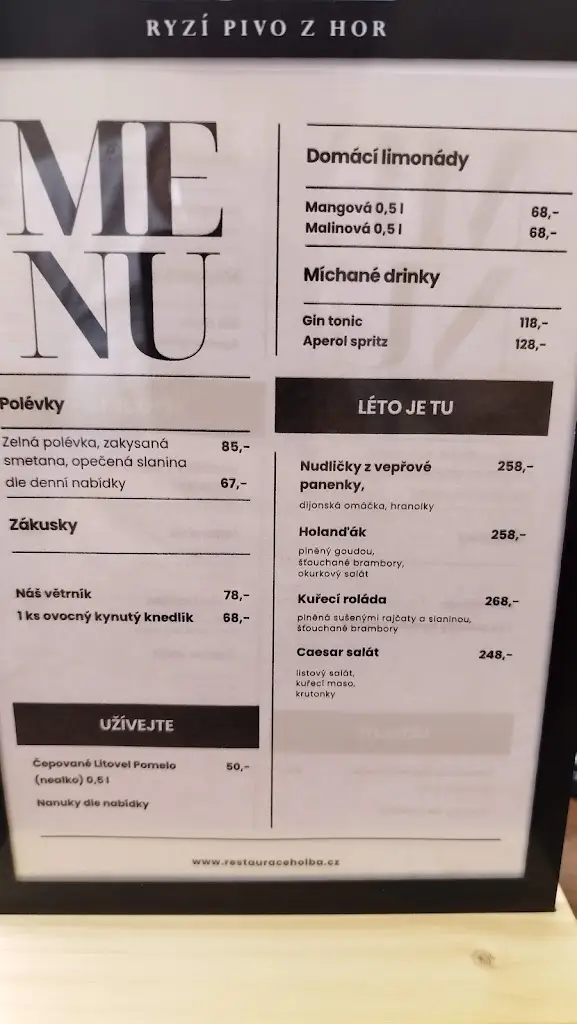 RYZÍ PIVO Z HOR
ME
NU
Polévky
Zelná polévka, zakysaná 85,-
smetana, opečená slanina
dle denní nabídky 67,-
Zákusky
Náš větrník 78,-
1 ks ovocný kynutý knedlík 68,-
UŽÍVEJTE
Čepované Litovel Pomelo 50,-
(nealko) 0,5 l
Nanuky dle nabídky
Domácí limonády
Mangová 0,5 l 68,-
Malinová 0,5 l 68,-
Míchané drinky
Gin tonic 118,-
Aperol spritz 128,-
LÉTO JE TU
Nudličky z vepřové 258,-
panenky,
dijonská omáčka, hranolky
Holanďák 258,-
plněný goudou,
šťouchané brambory,
okurkový salát
Kuřecí roláda 268,-
plněná sušenými rajčaty a slaninou,
šťouchané brambory
Caesar salát 248,-
listový salát,
kuřecí maso,
krutonky
www.restauraceholba.cz